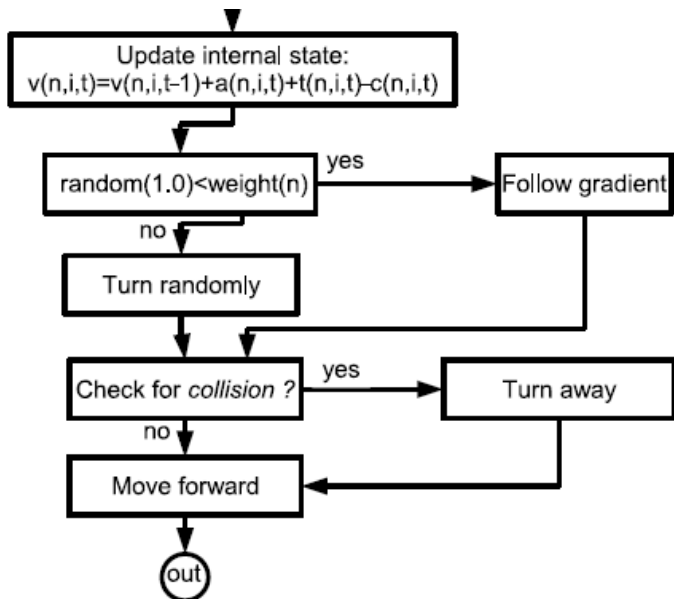 Update internal state:
v(n,i,t)=v(n,i,t-1)+a(n,i,t)+t(n,i,t)-c(n,i,t)
random(1.0)<weight(n)
yes
Follow gradient
no
Turn randomly
Check for collision ?
yes
Turn away
no
Move forward
out